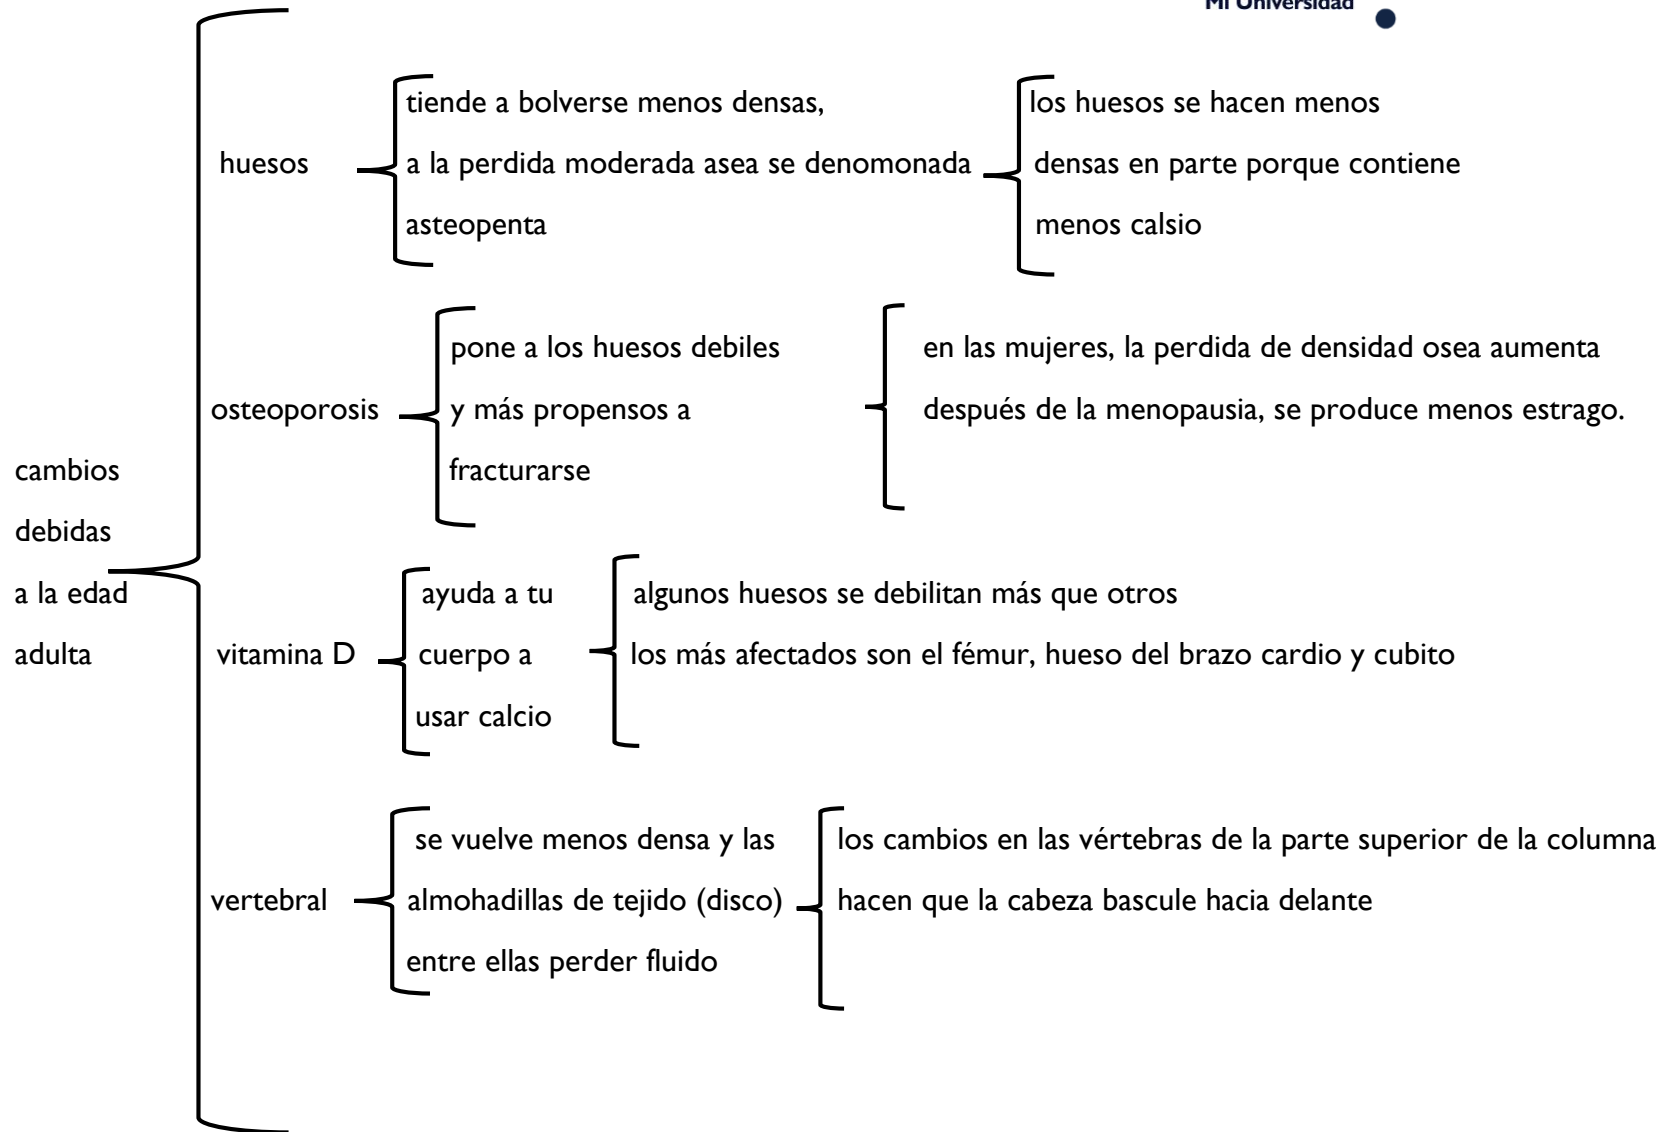 Mi Universidad
huesos
tiende a bolverse menos densas,
a la perdida moderada asea se denomonada
asteopenta
los huesos se hacen menos
densas en parte porque contiene
menos calsio
osteoporosis
pone a los huesos debiles
y más propensos a
fracturarse
en las mujeres, la perdida de densidad osea aumenta
después de la menopausia, se produce menos estrago.
cambios
debidas
a la edad
adulta
vitamina D
ayuda a tu
cuerpo a
usar calcio
algunos huesos se debilitan más que otros
los más afectados son el fémur, hueso del brazo cardio y cubito
vertebral
se vuelve menos densa y las
almohadillas de tejido (disco)
entre ellas perder fluido
los cambios en las vértebras de la parte superior de la columna
hacen que la cabeza bascule hacia delante